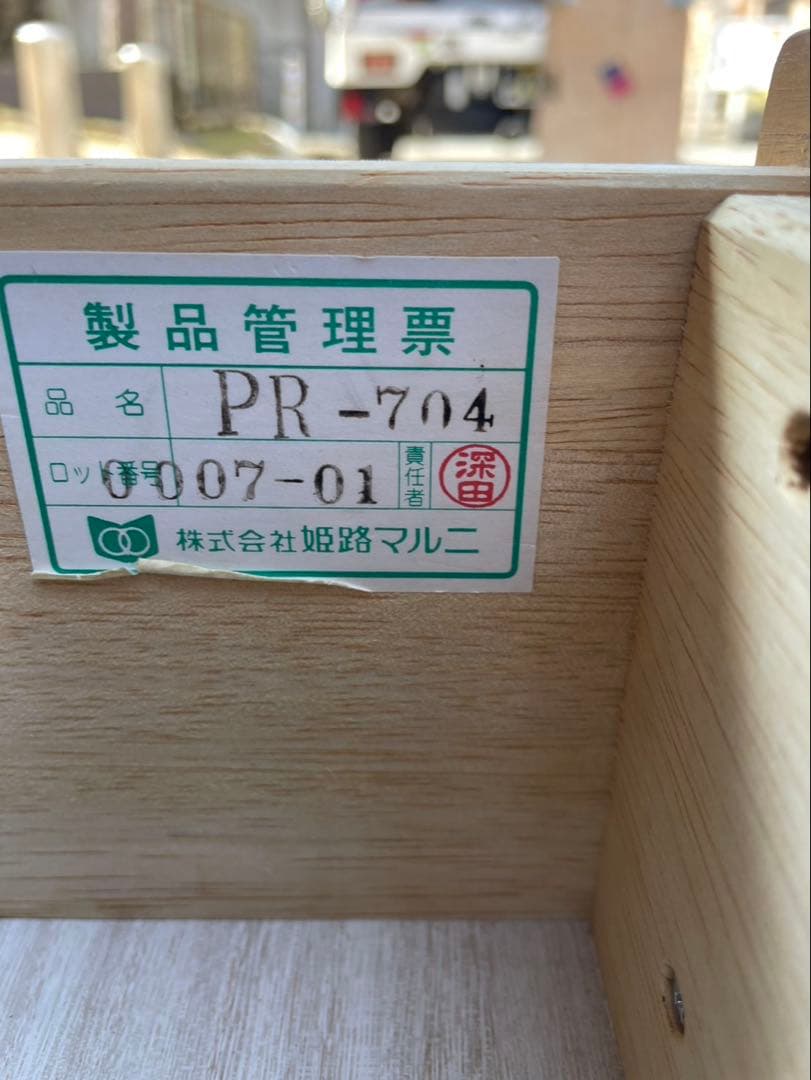 製品管理票
品名 PR-704
ロット番号 0007-01 責任者 深田
株式会社姫路マルニ